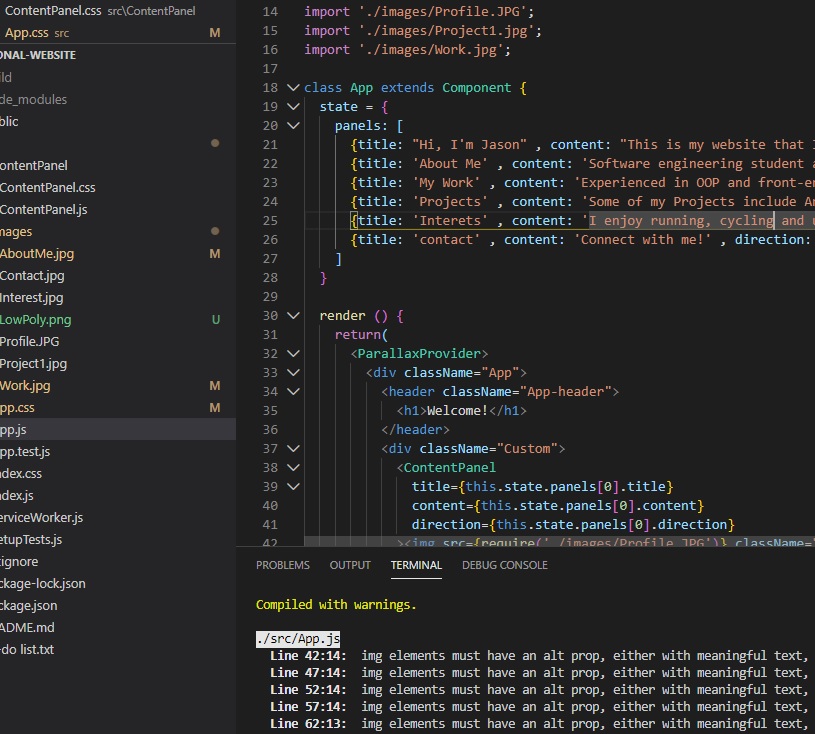 ContentPanel.css src\ContentPanel
App.css src M
ONAL-WEBSITE
ild
de_modules
blic
ontentPanel
ContentPanel.css
ContentPanel.js
mages
AboutMe.jpg M
Contact.jpg
Interest.jpg
LowPoly.png U
Profile.JPG
Project1.jpg
Work.jpg M
pp.css M
pp.js
pp.test.js
ndex.css
ndex.js
erviceWorker.js
etupTests.js
tignore
ckage-lock.json
ckage.json
ADME.md
-do list.txt
14 import './images/Profile.JPG';
15 import './images/Project1.jpg';
16 import './images/Work.jpg';
17
18 class App extends Component {
19 state = {
20 panels: [
21 {title: "Hi, I'm Jason" , content: "This is my website that I
22 {title: 'About Me' , content: 'Software engineering student a
23 {title: 'My Work' , content: 'Experienced in OOP and front-en
24 {title: 'Projects' , content: 'Some of my Projects include An
25 {title: 'Interets' , content: 'I enjoy running, cycling and u
26 {title: 'contact' , content: 'Connect with me!' , direction:
27 ]
28 }
29
30 render () {
31 return(
32 <ParallaxProvider>
33 <div className="App">
34 <header className="App-header">
35 <h1>Welcome!</h1>
36 </header>
37 <div className="Custom">
38 <ContentPanel
39 title={this.state.panels[0].title}
40 content={this.state.panels[0].content}
41 direction={this.state.panels[0].direction}
42 ><img src={require('./images/Profile.JPG')} className="
PROBLEMS OUTPUT TERMINAL DEBUG CONSOLE
Compiled with warnings.
./src/App.js
Line 42:14: img elements must have an alt prop, either with meaningful text,
Line 47:14: img elements must have an alt prop, either with meaningful text,
Line 52:14: img elements must have an alt prop, either with meaningful text,
Line 57:14: img elements must have an alt prop, either with meaningful text,
Line 62:13: img elements must have an alt prop, either with meaningful text,